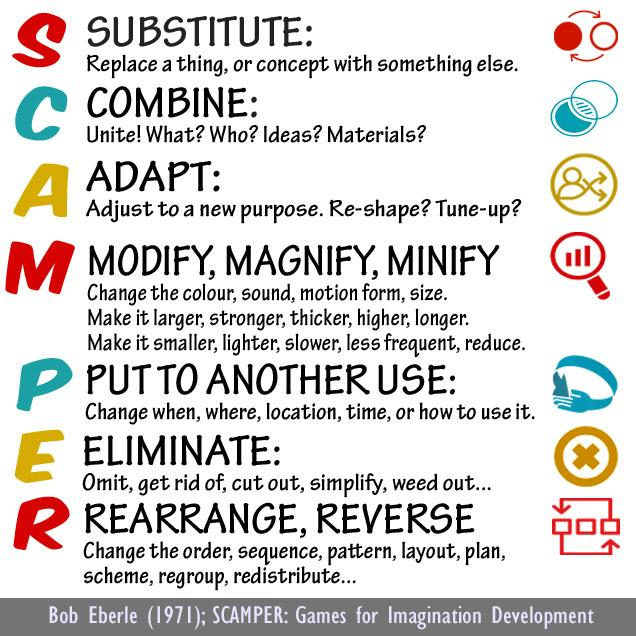 S SUBSTITUTE:
Replace a thing, or concept with something else.
C COMBINE:
Unite! What? Who? Ideas? Materials?
A ADAPT:
Adjust to a new purpose. Re-shape? Tune-up?
M MODIFY, MAGNIFY, MINIFY
Change the colour, sound, motion form, size.
Make it larger, stronger, thicker, higher, longer.
Make it smaller, lighter, slower, less frequent, reduce.
P PUT TO ANOTHER USE:
Change when, where, location, time, or how to use it.
E ELIMINATE:
Omit, get rid of, cut out, simplify, weed out...
R REARRANGE, REVERSE
Change the order, sequence, pattern, layout, plan,
scheme, regroup, redistribute...
Bob Eberle (1971); SCAMPER: Games for Imagination Development